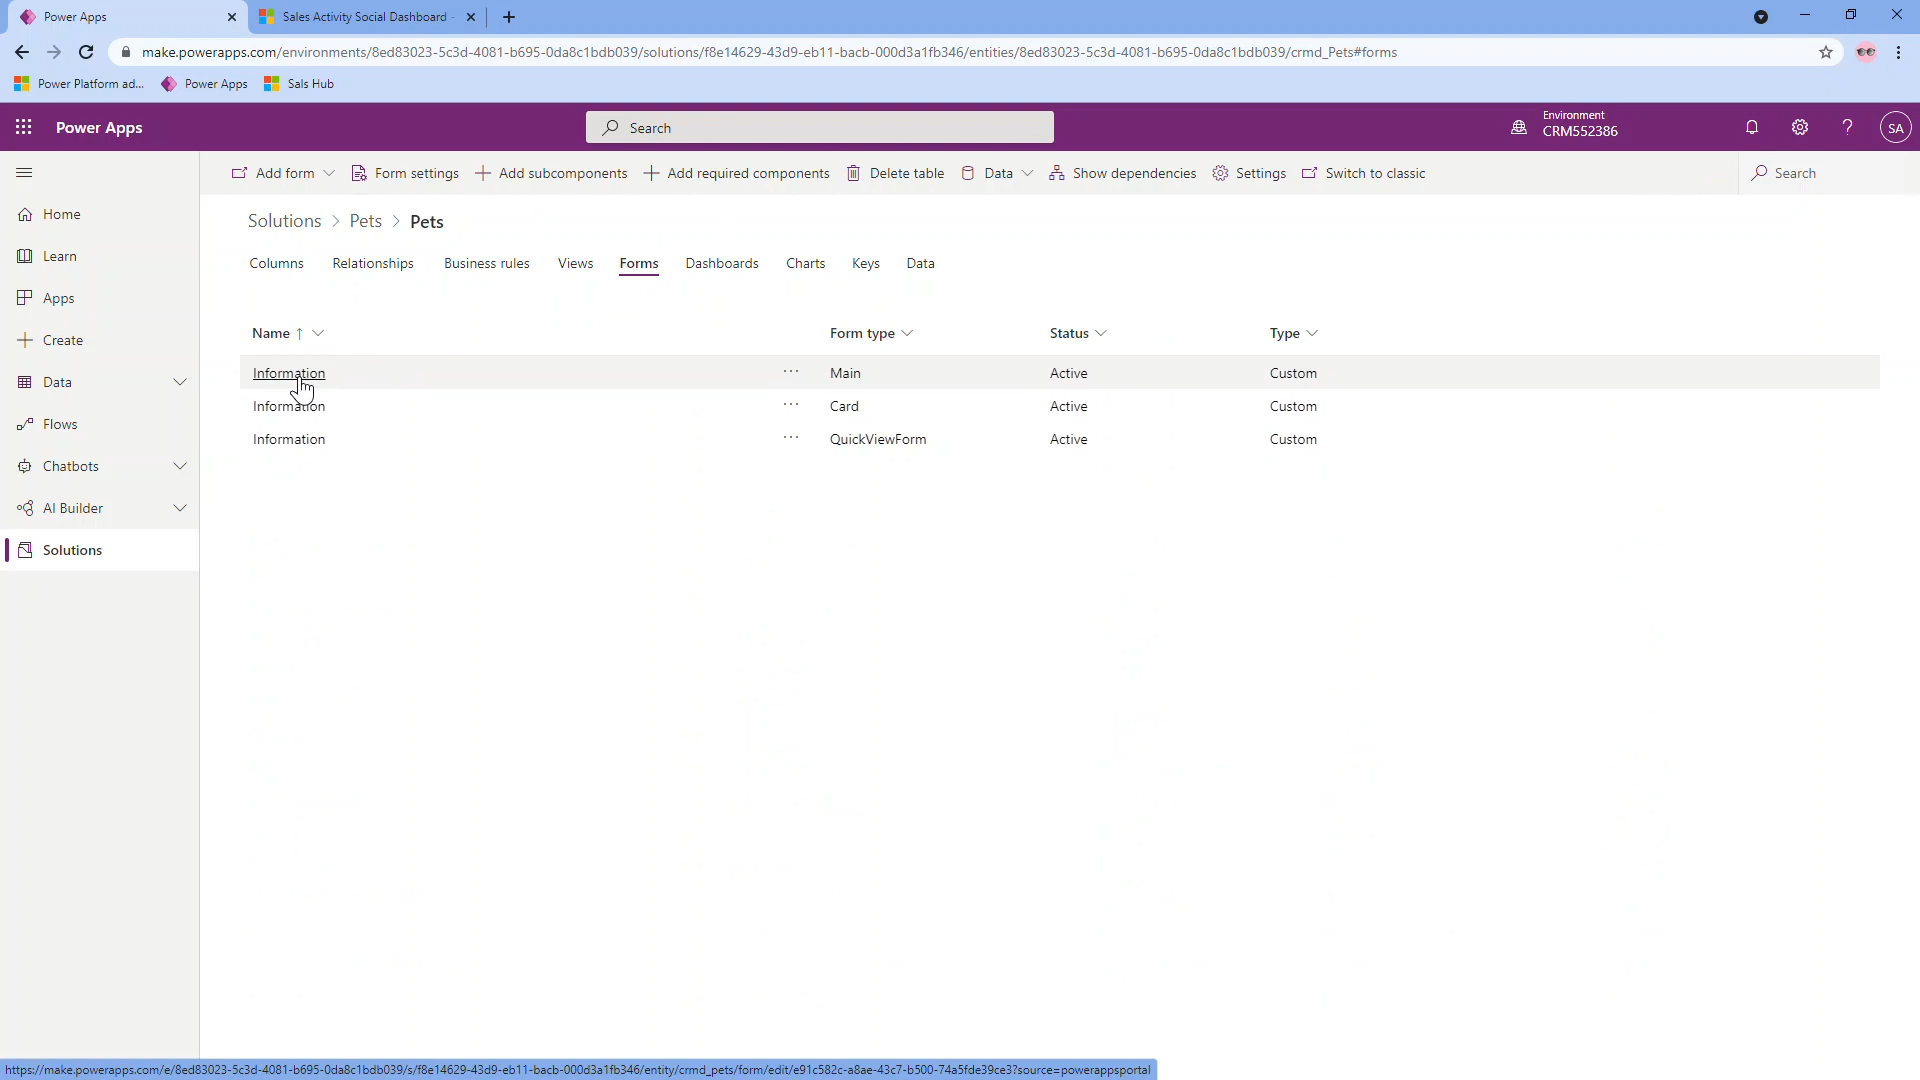 Power Apps
Sales Activity Social Dashboard -
make.powerapps.com/environments/8ed83023-5c3d-4081-b695-0da8c1bdb039/solutions/f8e14629-43d9-eb11-bacb-000d3a1fb346/entities/8ed83023-5c3d-4081-b695-0da8c1bdb039/crmd_Pets#forms
Power Platform ad... Power Apps Sals Hub
Power Apps
Search
Environment
CRM552386
SA
Add form Form settings Add subcomponents Add required components Delete table Data Show dependencies Settings Switch to classic Search
Solutions > Pets > Pets
Columns Relationships Business rules Views Forms Dashboards Charts Keys Data
Name ↑ Form type Status Type
Information ... Main Active Custom
Information ... Card Active Custom
Information ... QuickViewForm Active Custom
Home
Learn
Apps
Create
Data
Flows
Chatbots
AI Builder
Solutions
https://make.powerapps.com/e/8ed83023-5c3d-4081-b695-0da8c1bdb039/s/f8e14629-43d9-eb11-bacb-000d3a1fb346/entity/crmd_pets/form/edit/e91c582c-a8ae-43c7-b500-74a5fde39ce3?source=powerappsportal